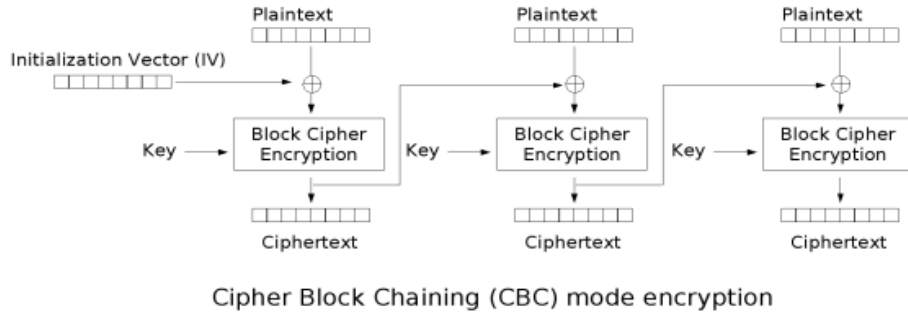 Plaintext
Plaintext
Plaintext
Initialization Vector (IV)
Key
Block Cipher
Encryption
Key
Block Cipher
Encryption
Key
Block Cipher
Encryption
Ciphertext
Ciphertext
Ciphertext
Cipher Block Chaining (CBC) mode encryption